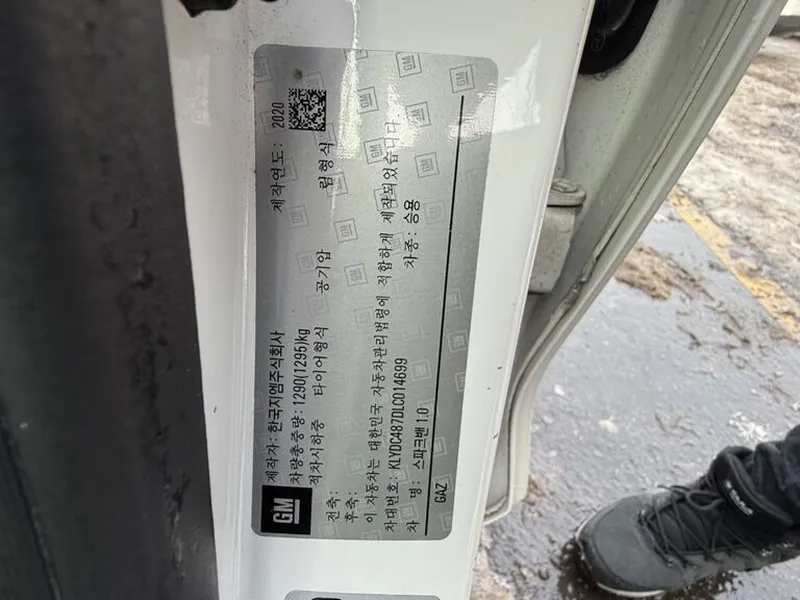 GM
제작자: 한국지엠주식회사 제작연도: 2020
차량총중량: 1290(1295)kg
적차시하중 타이어형식 공기압 림형식
전축:
후축:
이 자동차는 대한민국 자동차관리법령에 적합하게 제작되었습니다.
차대번호: KLYDC487DLC014699
차 명: 스파크밴 1.0 차종: 승용
GAZ